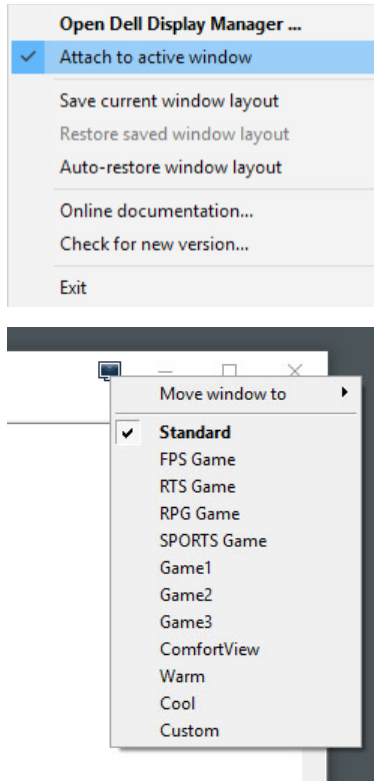 Open Dell Display Manager ...
Attach to active window
Save current window layout
Restore saved window layout
Auto-restore window layout
Online documentation...
Check for new version...
Exit
Move window to
Standard
FPS Game
RTS Game
RPG Game
SPORTS Game
Game1
Game2
Game3
ComfortView
Warm
Cool
Custom